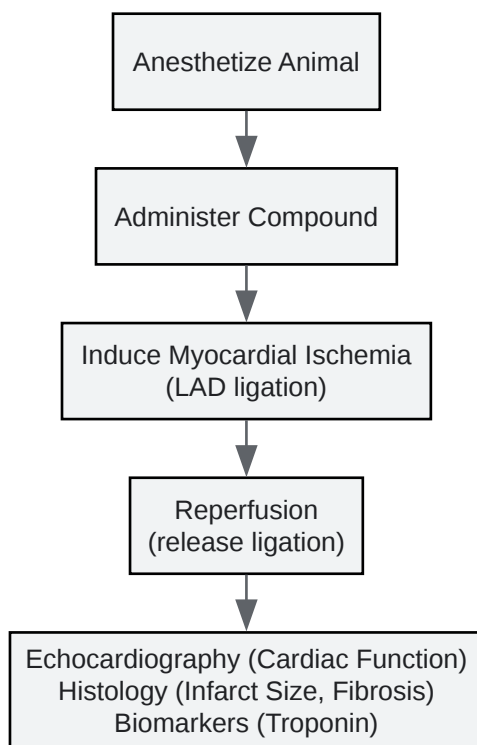 Anesthetize Animal
Administer Compound
Induce Myocardial Ischemia
(LAD ligation)
Reperfusion
(release ligation)
Echocardiography (Cardiac Function)
Histology (Infarct Size, Fibrosis)
Biomarkers (Troponin)